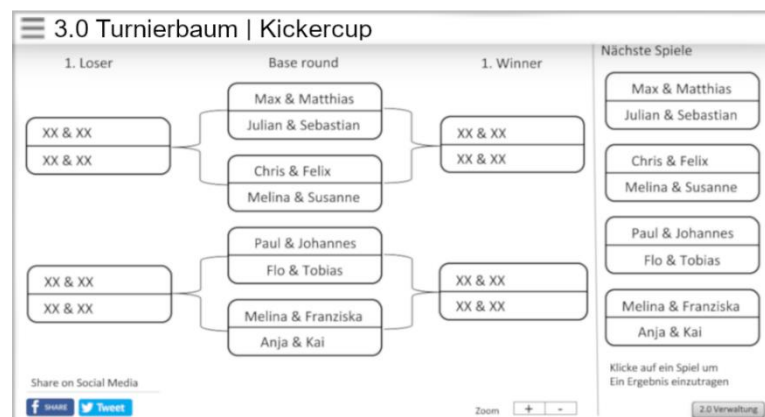 3.0 Turnierbaum | Kickercup
1. Loser
Base round
1. Winner
Nächste Spiele
XX & XX
XX & XX
XX & XX
XX & XX
Max & Matthias
Julian & Sebastian
Chris & Felix
Melina & Susanne
Paul & Johannes
Flo & Tobias
Melina & Franziska
Anja & Kai
XX & XX
XX & XX
XX & XX
XX & XX
Max & Matthias
Julian & Sebastian
Chris & Felix
Melina & Susanne
Paul & Johannes
Flo & Tobias
Melina & Franziska
Anja & Kai
Klicke auf ein Spiel um
Ein Ergebnis einzutragen
Share on Social Media
f SHARE
Tweet
Zoom + -
2.0 Verwaltung